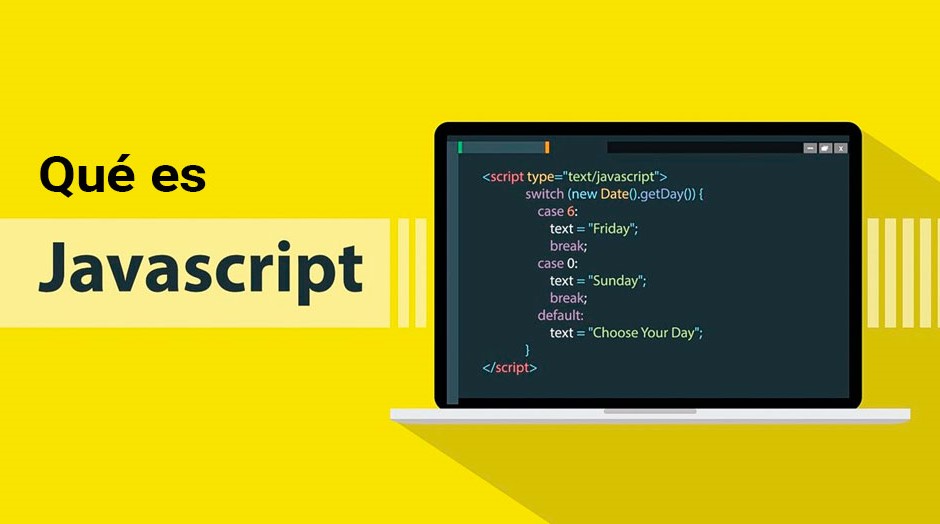 Qué es
Javascript
<script type="text/javascript">
switch (new Date().getDay()) {
case 6:
text = "Friday";
break;
case 0:
text = "Sunday";
break;
default:
text = "Choose Your Day";
}
</script>